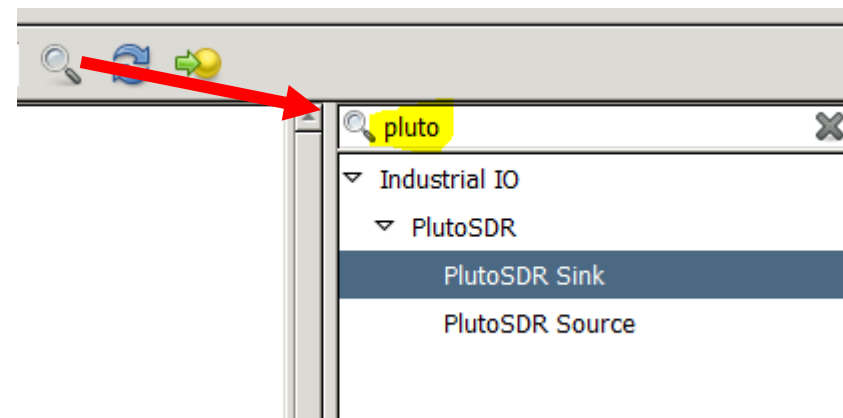 pluto
Industrial IO
PlutoSDR
PlutoSDR Sink
PlutoSDR Source